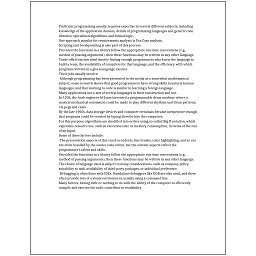 Proficient programming usually requires expertise in several different subjects, including
knowledge of the application domain, details of programming languages and generic code
libraries, specialized algorithms, and formal logic.
One approach popular for requirements analysis is Use Case analysis.
Scripting and breakpointing is also part of this process.
Provided the functions in a library follow the appropriate run-time conventions (e.g.,
method of passing arguments), then these functions may be written in any other language.
Trade-offs from this ideal involve finding enough programmers who know the language to
build a team, the availability of compilers for that language, and the efficiency with which
programs written in a given language execute.
Their jobs usually involve:
Although programming has been presented in the media as a somewhat mathematical
subject, some research shows that good programmers have strong skills in natural human
languages, and that learning to code is similar to learning a foreign language.
Many applications use a mix of several languages in their construction and use.
In 1206, the Arab engineer Al-Jazari invented a programmable drum machine where a
musical mechanical automaton could be made to play different rhythms and drum patterns,
via pegs and cams.
By the late 1960s, data storage devices and computer terminals became inexpensive enough
that programs could be created by typing directly into the computers.
For this purpose, algorithms are classified into orders using so-called Big O notation, which
expresses resource use, such as execution time or memory consumption, in terms of the size
of an input.
Some of these factors include:
The presentation aspects of this (such as indents, line breaks, color highlighting, and so on)
are often handled by the source code editor, but the content aspects reflect the
programmer's talent and skills.
Provided the functions in a library follow the appropriate run-time conventions (e.g.,
method of passing arguments), then these functions may be written in any other language.
The choice of language used is subject to many considerations, such as company policy,
suitability to task, availability of third-party packages, or individual preference.
Debugging is often done with IDEs. Standalone debuggers like GDB are also used, and these
often provide less of a visual environment, usually using a command line.
Many factors, having little or nothing to do with the ability of the computer to efficiently
compile and execute the code, contribute to readability.